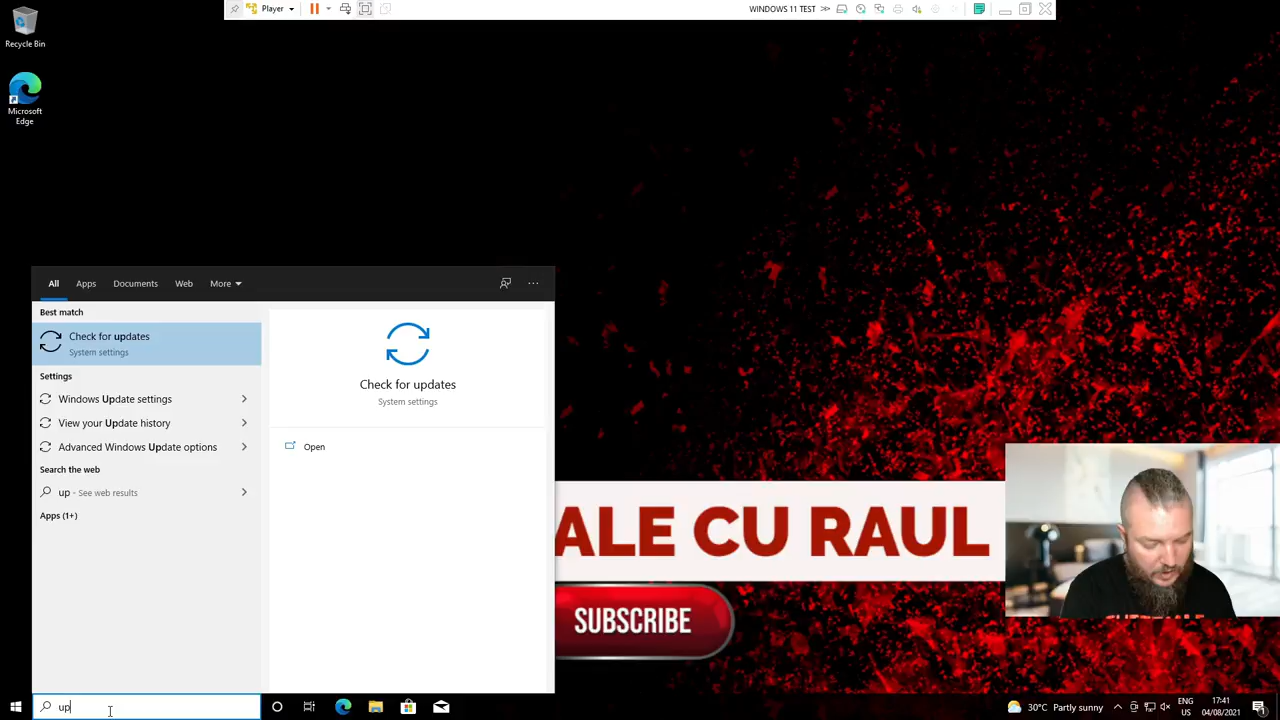 Player
WINDOWS 11 TEST
Recycle Bin
Microsoft
Edge
All
Apps
Documents
Web
More
Best match
Check for updates
System settings
Settings
Windows Update settings
View your Update history
Advanced Windows Update options
Search the web
up - See web results
Apps (1+)
Check for updates
System settings
Open
ALE CU RAUL
SUBSCRIBE
up
30°C Partly sunny
ENG
US
17:41
04/08/2021
1